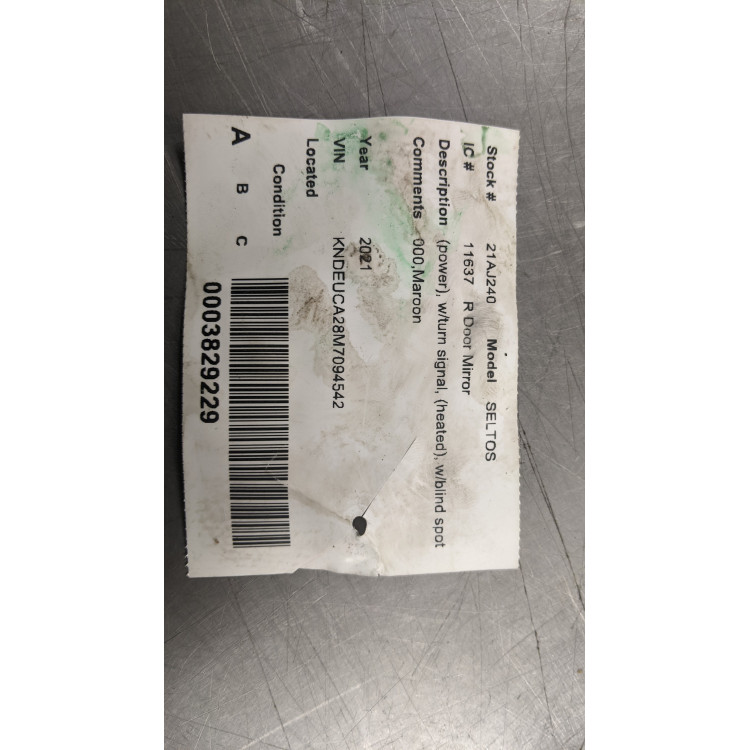 Stock # 21AJ240 Model SELTOS
IC # 11637 R Door Mirror
Description (power), w/turn signal, (heated), w/blind spot
Comments 000,Maroon
Year 2021
VIN KNDEUCA28M7094542
Located
Condition
A B C
0003829229